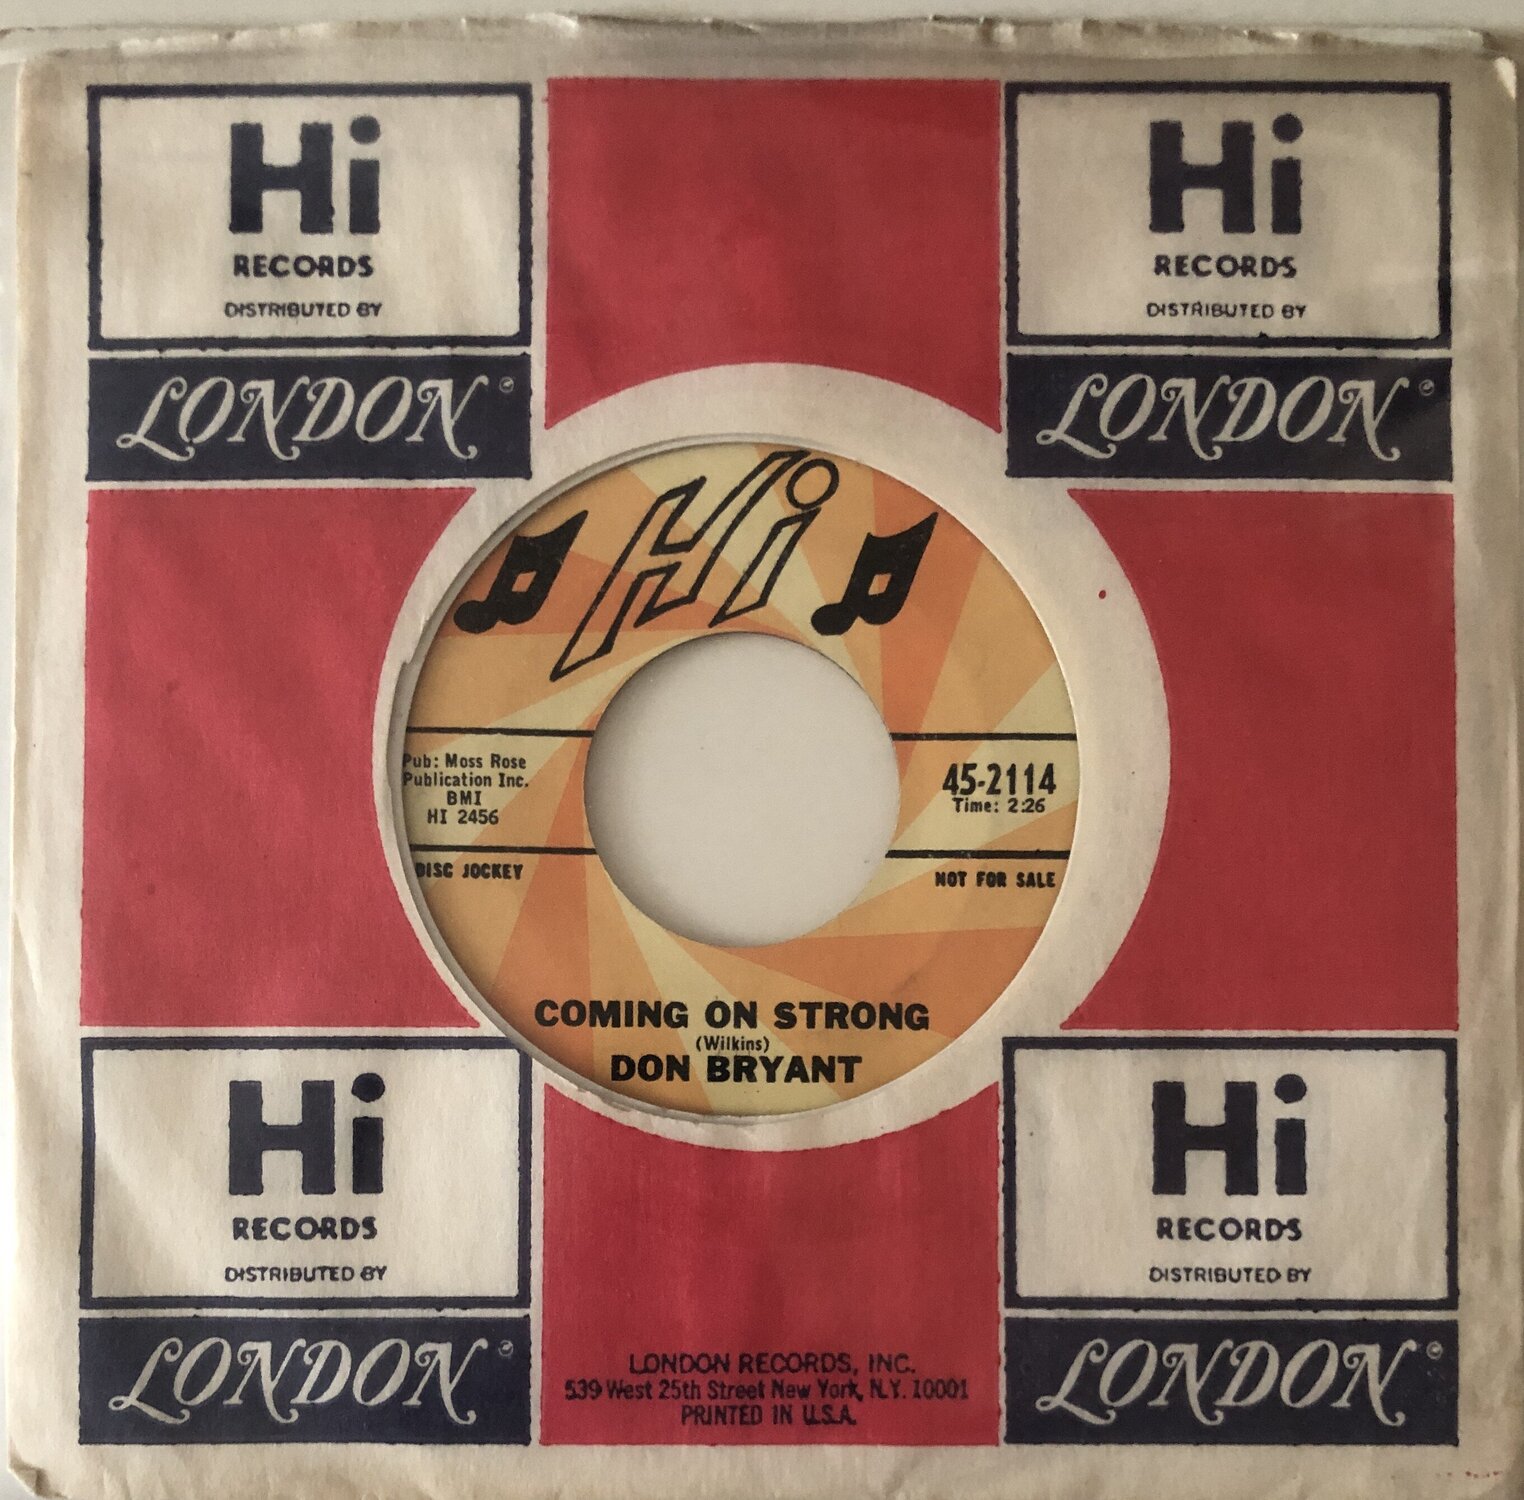 Hi
RECORDS
DISTRIBUTED BY
LONDON
Hi
RECORDS
DISTRIBUTED BY
LONDON
Hi
Pub: Moss Rose
Publication Inc.
BMI
HI 2456
DISC JOCKEY
45-2114
Time: 2:26
NOT FOR SALE
COMING ON STRONG
(Wilkins)
DON BRYANT
Hi
RECORDS
DISTRIBUTED BY
LONDON
LONDON RECORDS, INC.
539 West 25th Street New York, N.Y. 10001
PRINTED IN U.S.A.
Hi
RECORDS
DISTRIBUTED BY
LONDON